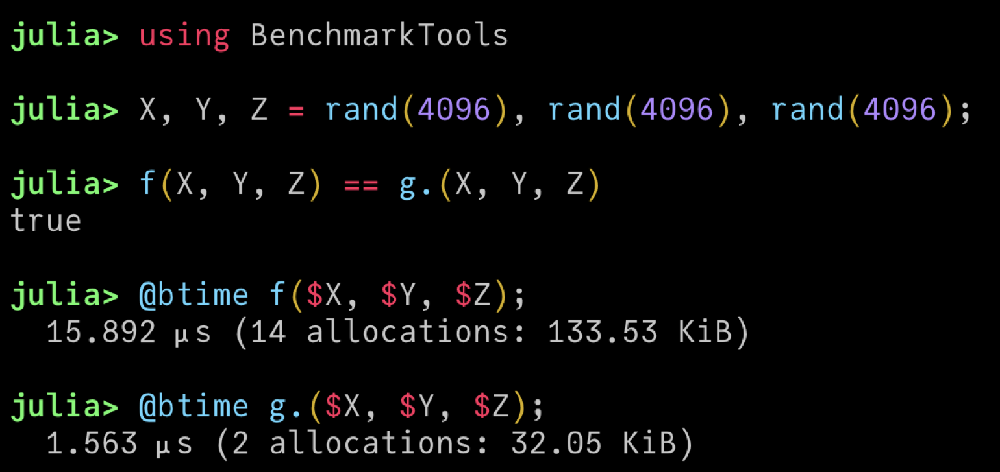 julia> using BenchmarkTools
julia> X, Y, Z = rand(4096), rand(4096), rand(4096);
julia> f(X, Y, Z) == g.(X, Y, Z)
true
julia> @btime f($X, $Y, $Z);
  15.892 μs (14 allocations: 133.53 KiB)
julia> @btime g.($X, $Y, $Z);
  1.563 μs (2 allocations: 32.05 KiB)